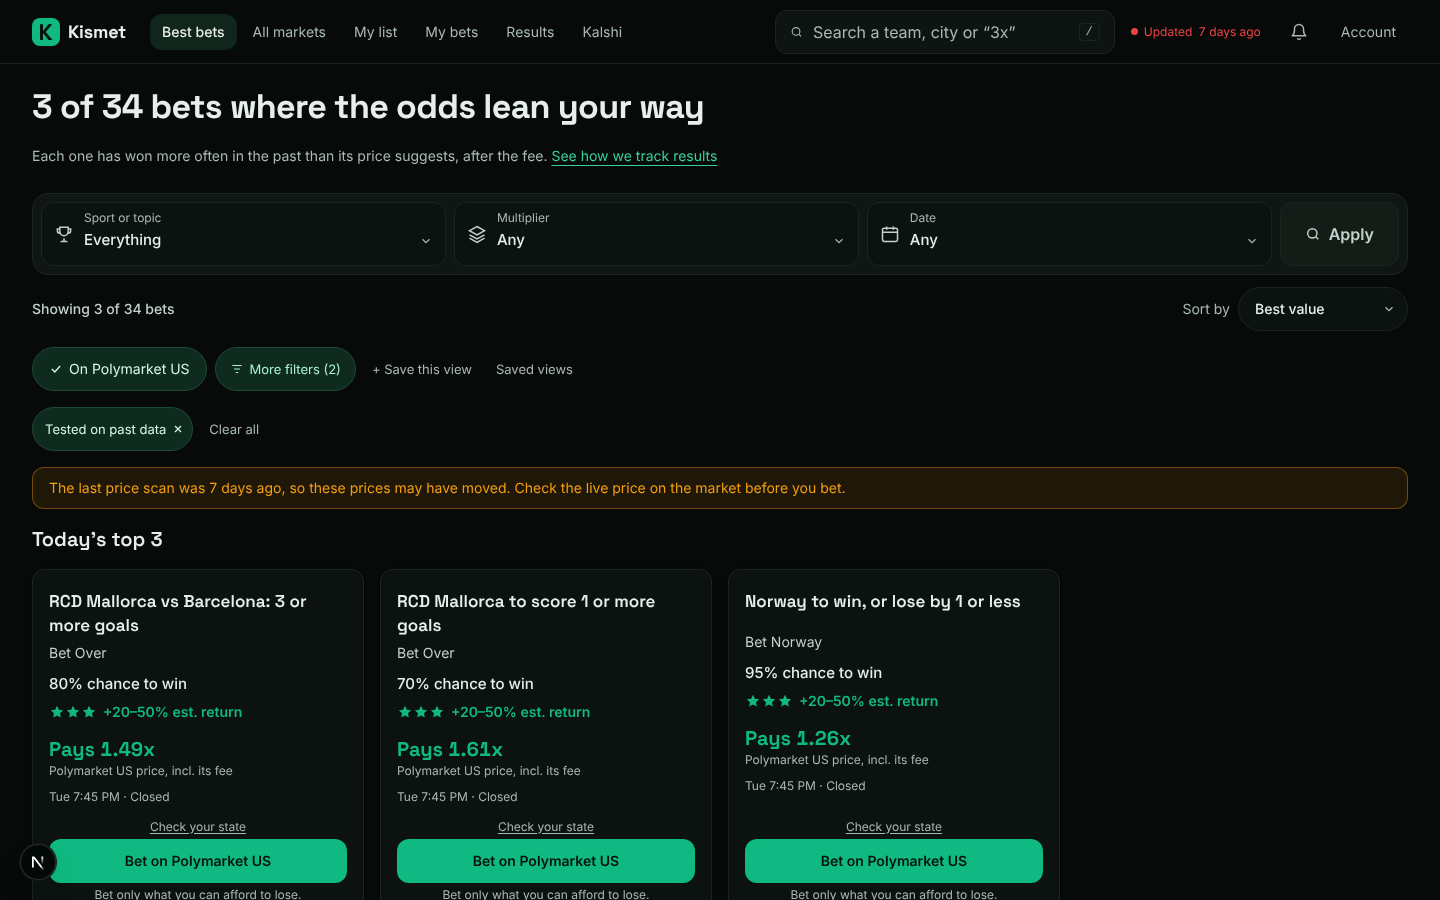 Kismet
Best bets
All markets
My list
My bets
Results
Kalshi
Search a team, city or “3x”
/
Updated 7 days ago
Account
3 of 34 bets where the odds lean your way
Each one has won more often in the past than its price suggests, after the fee. See how we track results
Sport or topic
Everything
Multiplier
Any
Date
Any
Apply
Showing 3 of 34 bets
Sort by
Best value
On Polymarket US
More filters (2)
+ Save this view
Saved views
Tested on past data ×
Clear all
The last price scan was 7 days ago, so these prices may have moved. Check the live price on the market before you bet.
Today’s top 3
RCD Mallorca vs Barcelona: 3 or
more goals
Bet Over
80% chance to win
+20–50% est. return
Pays 1.49x
Polymarket US price, incl. its fee
Tue 7:45 PM · Closed
Check your state
Bet on Polymarket US
Bet only what you can afford to lose.
RCD Mallorca to score 1 or more
goals
Bet Over
70% chance to win
+20–50% est. return
Pays 1.61x
Polymarket US price, incl. its fee
Tue 7:45 PM · Closed
Check your state
Bet on Polymarket US
Bet only what you can afford to lose.
Norway to win, or lose by 1 or less
Bet Norway
95% chance to win
+20–50% est. return
Pays 1.26x
Polymarket US price, incl. its fee
Tue 7:45 PM · Closed
Check your state
Bet on Polymarket US
Bet only what you can afford to lose.